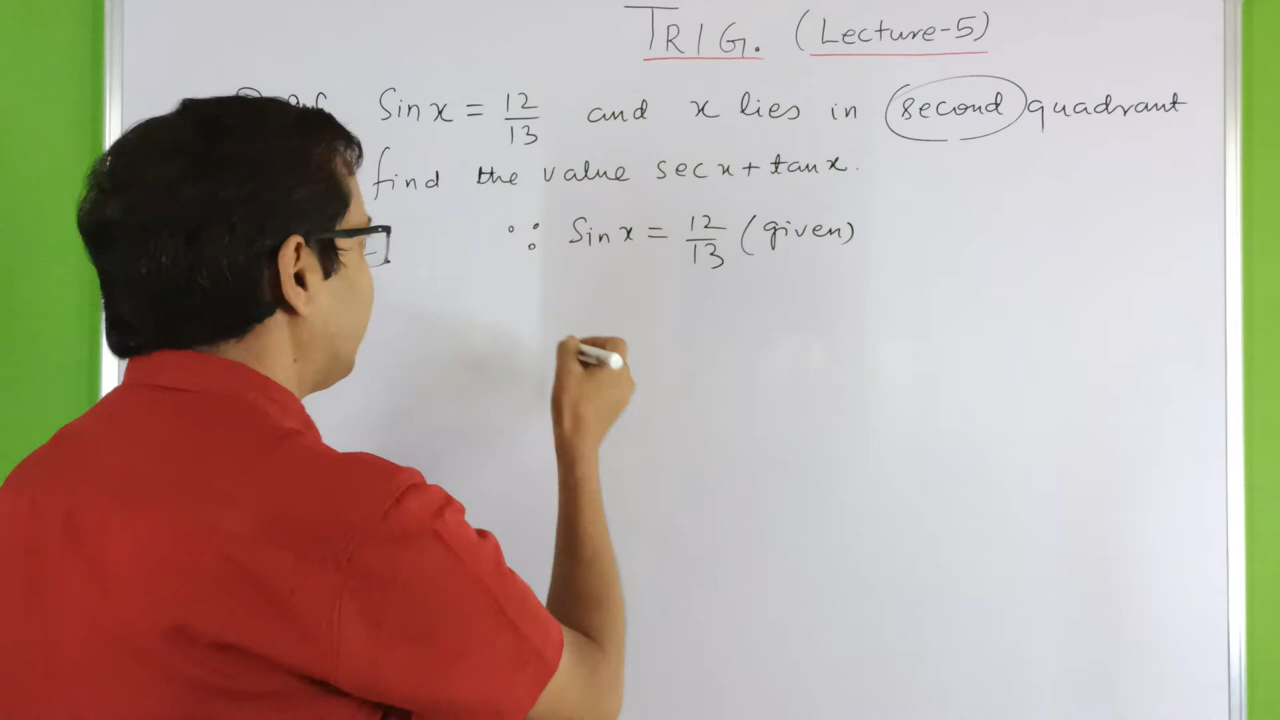 TRIG. (Lecture-5)
Sin x = 12/13 and x lies in second quadrant
find the value sec x + tan x.
∵ Sin x = 12/13 (given)